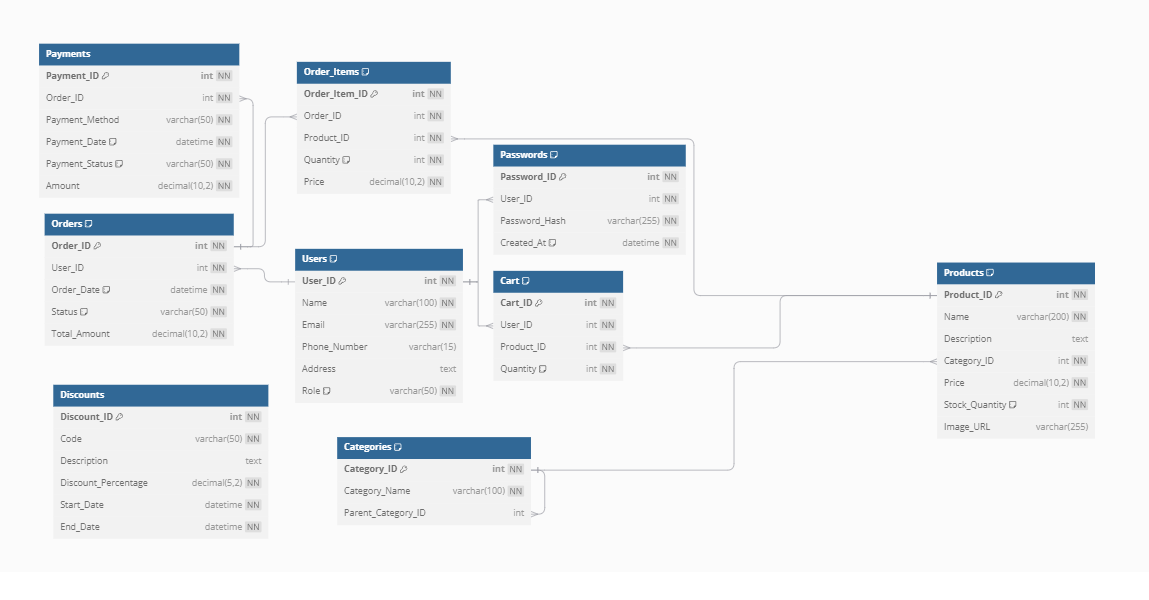 Payments
Payment_ID int NN
Order_ID int NN
Payment_Method varchar(50) NN
Payment_Date datetime NN
Payment_Status varchar(50) NN
Amount decimal(10,2) NN
Order_Items
Order_Item_ID int NN
Order_ID int NN
Product_ID int NN
Quantity int NN
Price decimal(10,2) NN
Passwords
Password_ID int NN
User_ID int NN
Password_Hash varchar(255) NN
Created_At datetime NN
Orders
Order_ID int NN
User_ID int NN
Order_Date datetime NN
Status varchar(50) NN
Total_Amount decimal(10,2) NN
Users
User_ID int NN
Name varchar(100) NN
Email varchar(255) NN
Phone_Number varchar(15)
Address text
Role varchar(50) NN
Cart
Cart_ID int NN
User_ID int NN
Product_ID int NN
Quantity int NN
Products
Product_ID int NN
Name varchar(200) NN
Description text
Category_ID int NN
Price decimal(10,2) NN
Stock_Quantity int NN
Image_URL varchar(255)
Discounts
Discount_ID int NN
Code varchar(50) NN
Description text
Discount_Percentage decimal(5,2) NN
Start_Date datetime NN
End_Date datetime NN
Categories
Category_ID int NN
Category_Name varchar(100) NN
Parent_Category_ID int